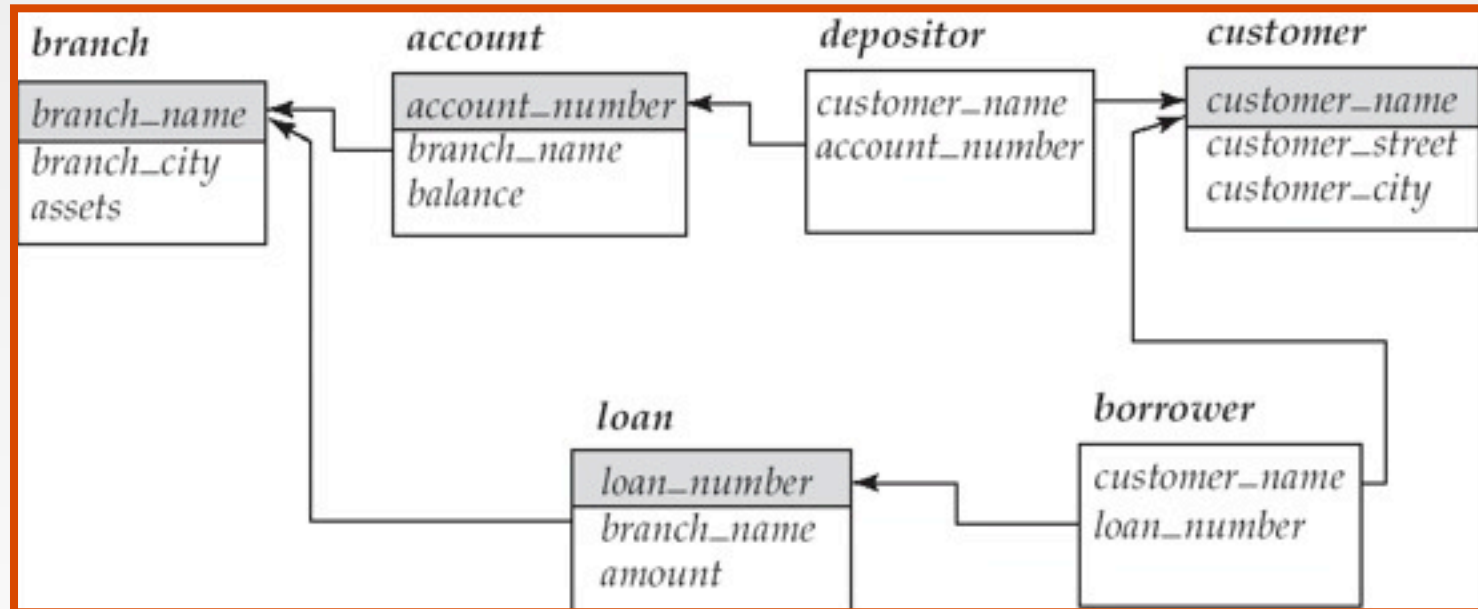 branch
branch_name
branch_city
assets
account
account_number
branch_name
balance
depositor
customer_name
account_number
customer
customer_name
customer_street
customer_city
loan
loan_number
branch_name
amount
borrower
customer_name
loan_number